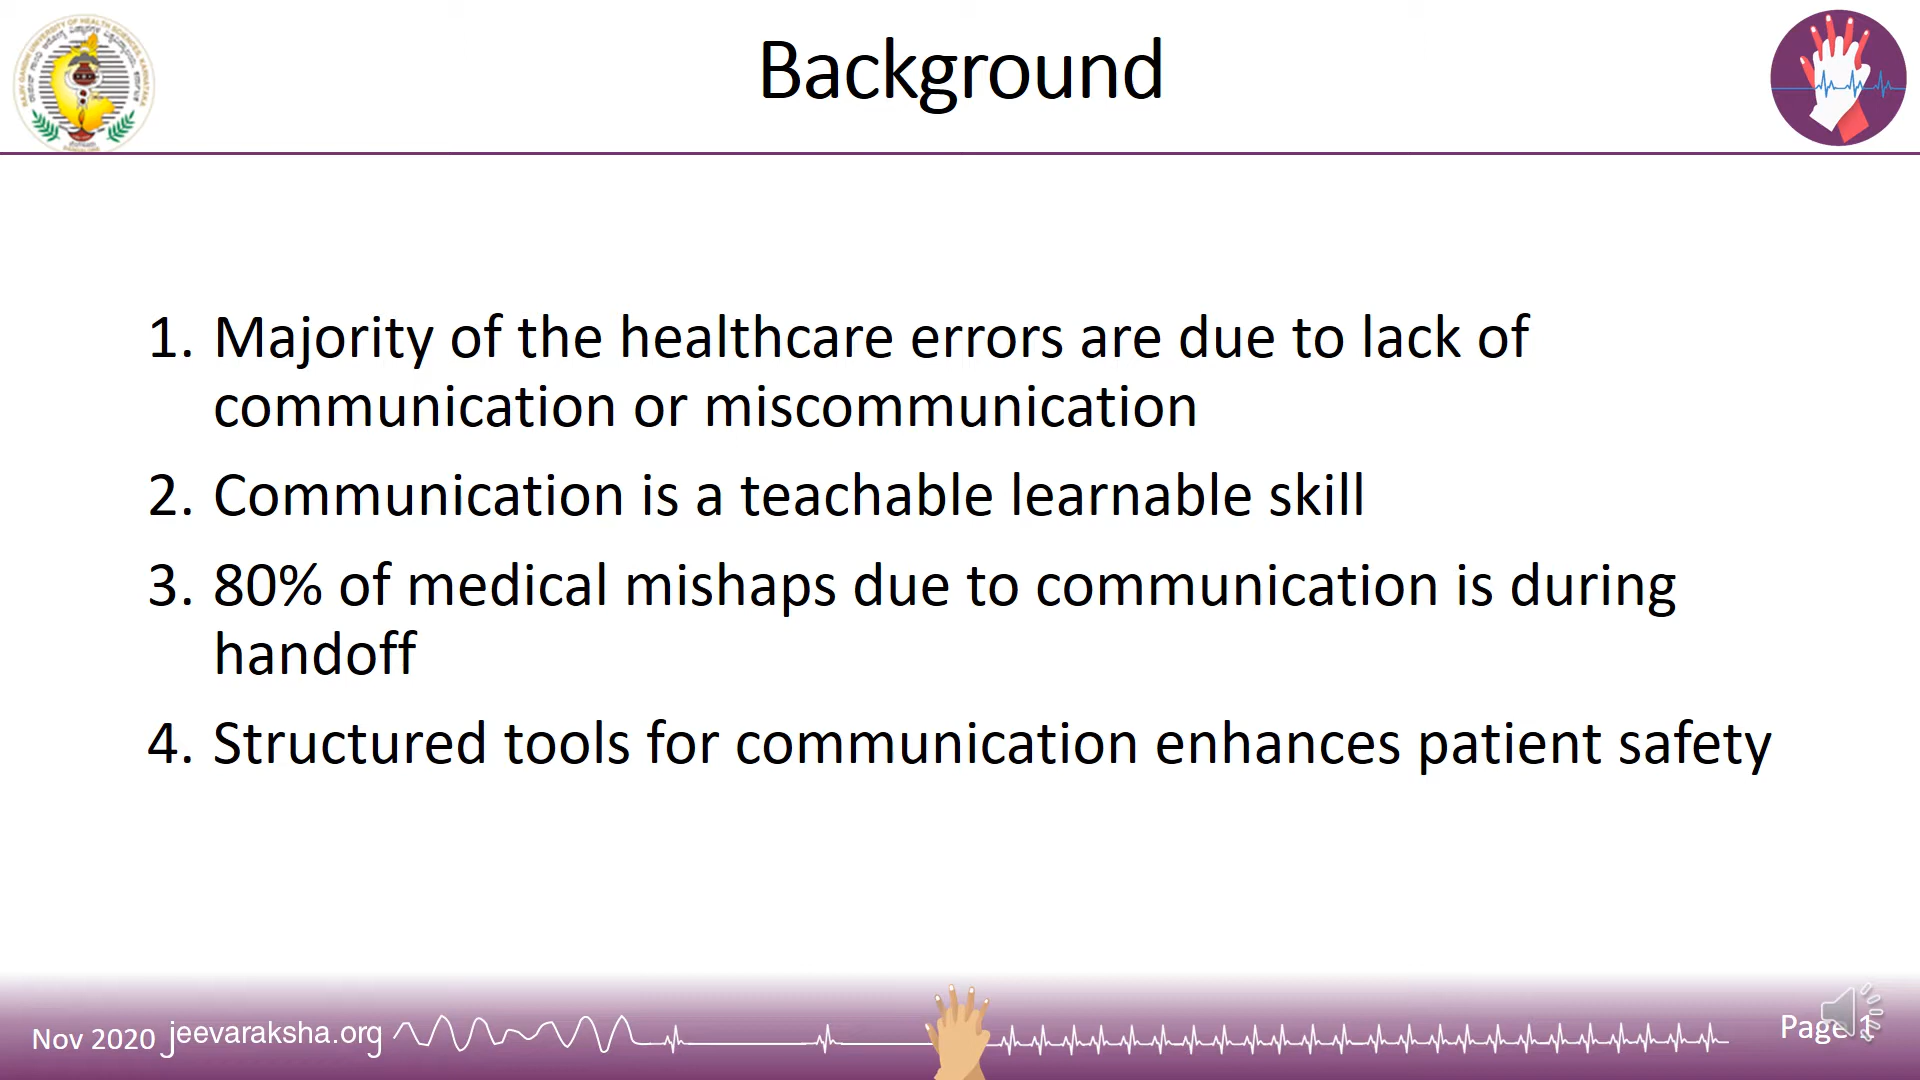 Background
1. Majority of the healthcare errors are due to lack of
communication or miscommunication
2. Communication is a teachable learnable skill
3. 80% of medical mishaps due to communication is during
handoff
4. Structured tools for communication enhances patient safety
Nov 2020 jeevaraksha.org
Page 1